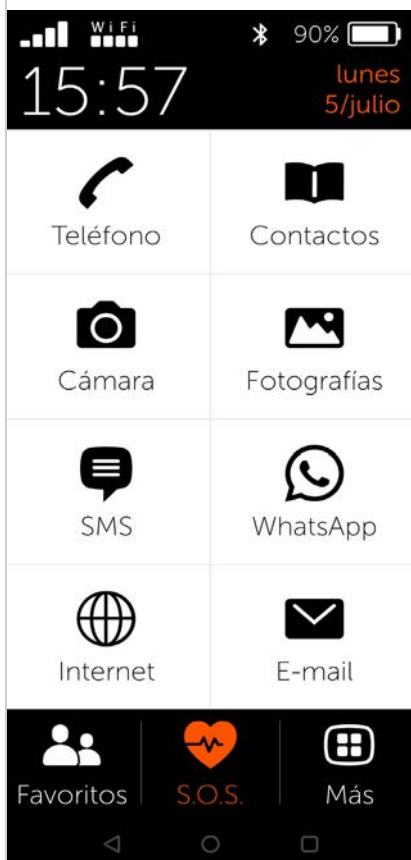 WiFi
90%
15:57
lunes
5/julio
Teléfono
Contactos
Cámara
Fotografías
SMS
WhatsApp
Internet
E-mail
Favoritos
S.O.S.
Más